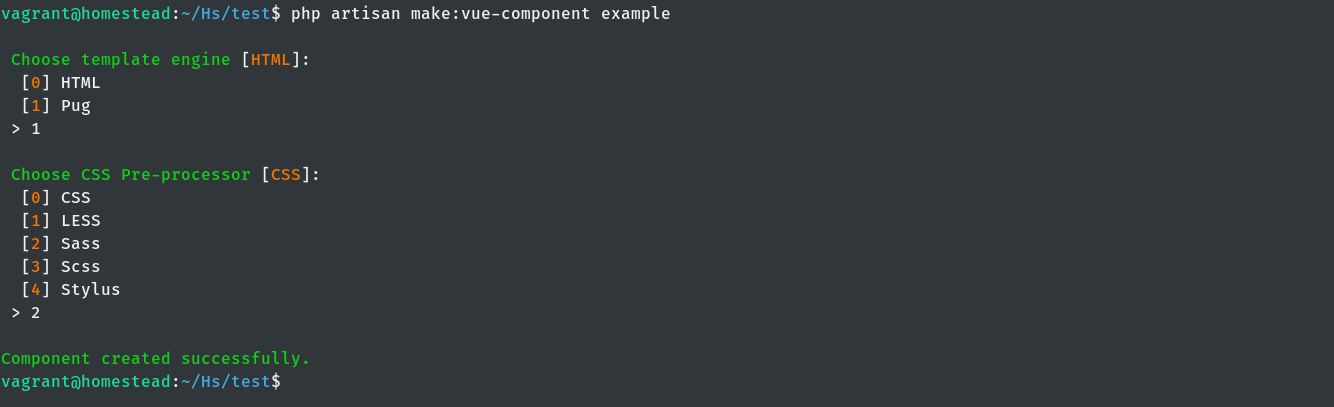 vagrant@homestead:~/Hs/test$ php artisan make:vue-component example
Choose template engine [HTML]:
[0] HTML
[1] Pug
> 1
Choose CSS Pre-processor [CSS]:
[0] CSS
[1] LESS
[2] Sass
[3] Scss
[4] Stylus
> 2
Component created successfully.
vagrant@homestead:~/Hs/test$